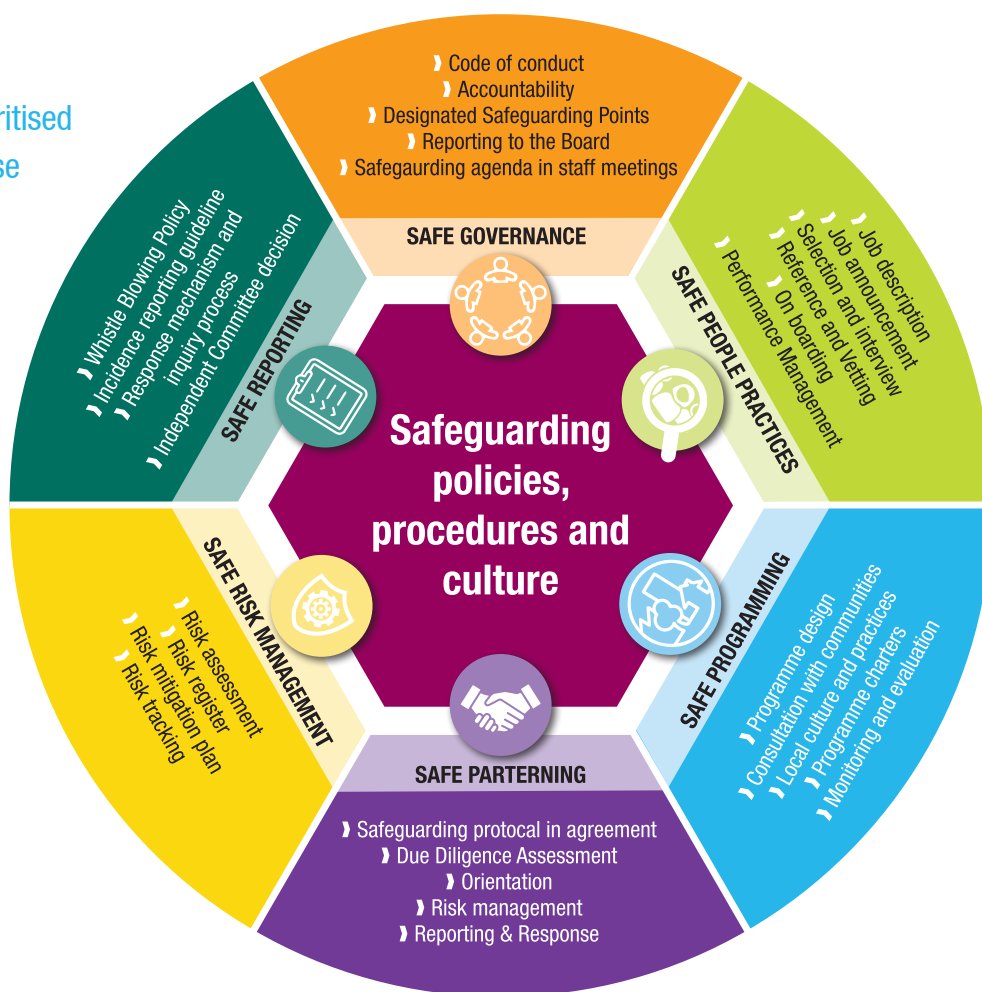 ritised
se
❱ Code of conduct
❱ Accountability
❱ Designated Safeguarding Points
❱ Reporting to the Board
❱ Safegaurding agenda in staff meetings
SAFE GOVERNANCE
❱ Job description
❱ Job announcement
❱ Selection and interview
❱ Reference and Vetting
❱ On boarding
❱ Performance Management
SAFE PEOPLE PRACTICES
SAFE PROGRAMMING
❱ Programme design
❱ Consultation with communities
❱ Local culture and practices
❱ Programme charters
❱ Monitoring and evaluation
SAFE PARTERNING
❱ Safeguarding protocal in agreement
❱ Due Diligence Assessment
❱ Orientation
❱ Risk management
❱ Reporting & Response
SAFE RISK MANAGEMENT
❱ Risk assessment
❱ Risk register
❱ Risk mitigation plan
❱ Risk tracking
❱ Whistle Blowing Policy
❱ Incidence reporting guideline
❱ Response mechanism and
inquiry process
❱ Independent Committee decision
SAFE REPORTING
Safeguarding
policies,
procedures and
culture